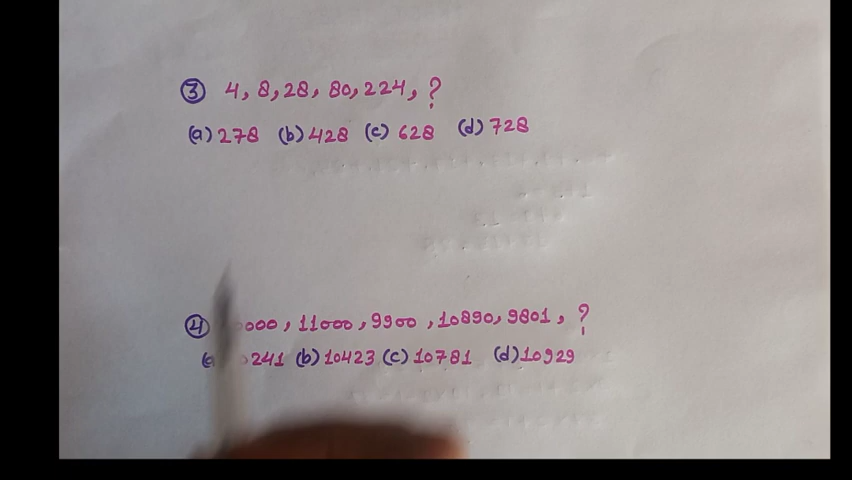 ③ 4, 8, 28, 80, 224, ?
(a) 278 (b) 428 (c) 628 (d) 728
④ 0000, 11000, 9900, 10890, 9801, ?
241 (b) 10423 (c) 10781 (d) 10929